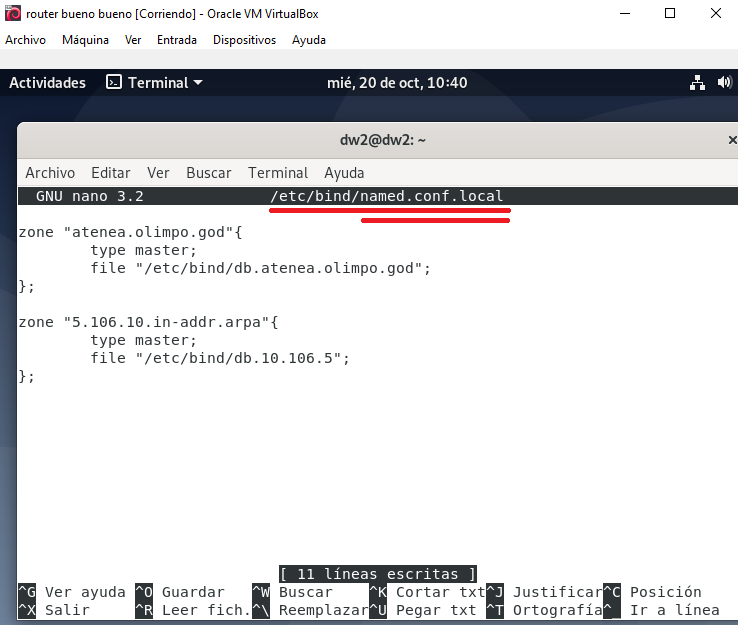 router bueno bueno [Corriendo] - Oracle VM VirtualBox
Archivo Máquina Ver Entrada Dispositivos Ayuda
Actividades Terminal mié, 20 de oct, 10:40
dw2@dw2: ~
Archivo Editar Ver Buscar Terminal Ayuda
GNU nano 3.2 /etc/bind/named.conf.local
zone "atenea.olimpo.god"{
type master;
file "/etc/bind/db.atenea.olimpo.god";
};
zone "5.106.10.in-addr.arpa"{
type master;
file "/etc/bind/db.10.106.5";
};
[ 11 líneas escritas ]
^G Ver ayuda ^O Guardar ^W Buscar ^K Cortar txt ^J Justificar ^C Posición
^X Salir ^R Leer fich. ^\ Reemplazar ^U Pegar txt ^T Ortografía ^_ Ir a línea